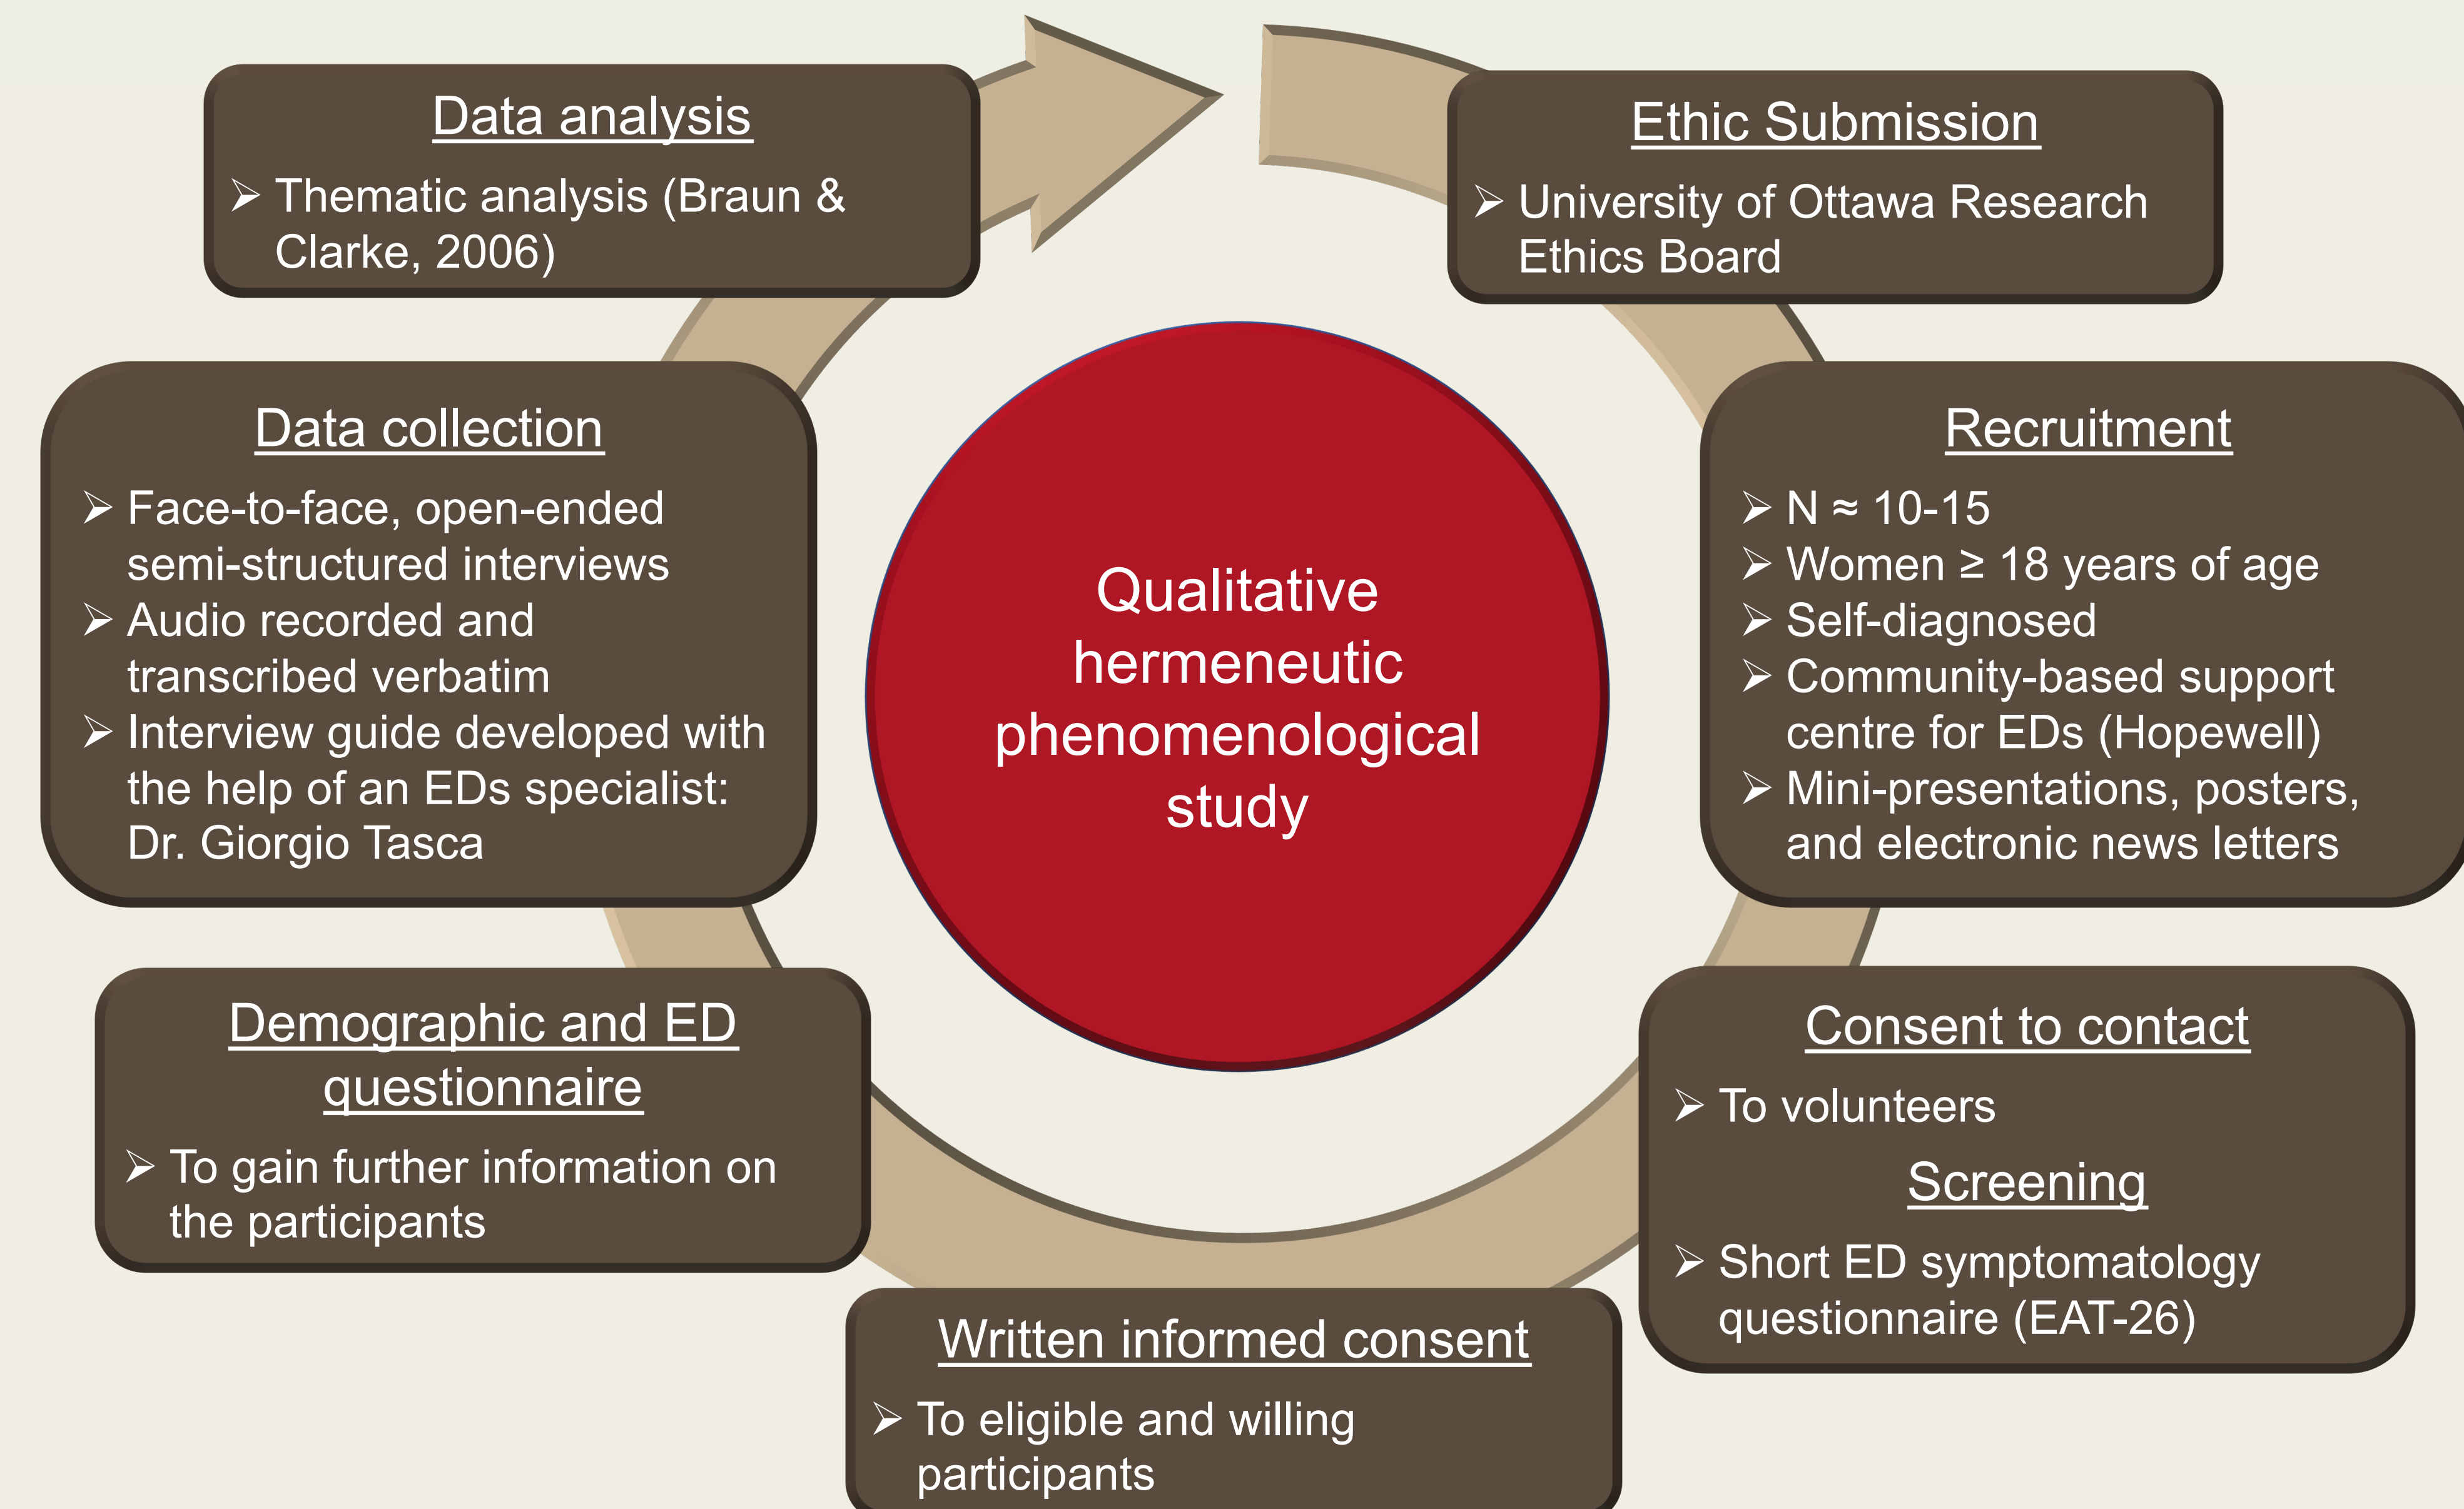 Data analysis
➢ Thematic analysis (Braun &
Clarke, 2006)
Ethic Submission
➢ University of Ottawa Research
Ethics Board
Recruitment
➢ N ≈ 10-15
➢ Women ≥ 18 years of age
➢ Self-diagnosed
➢ Community-based support
centre for EDs (Hopewell)
➢ Mini-presentations, posters,
and electronic news letters
Consent to contact
➢ To volunteers
Screening
➢ Short ED symptomatology
questionnaire (EAT-26)
Written informed consent
➢ To eligible and willing
participants
Demographic and ED
questionnaire
➢ To gain further information on
the participants
Data collection
➢ Face-to-face, open-ended
semi-structured interviews
➢ Audio recorded and
transcribed verbatim
➢ Interview guide developed with
the help of an EDs specialist:
Dr. Giorgio Tasca
Qualitative
hermeneutic
phenomenological
study